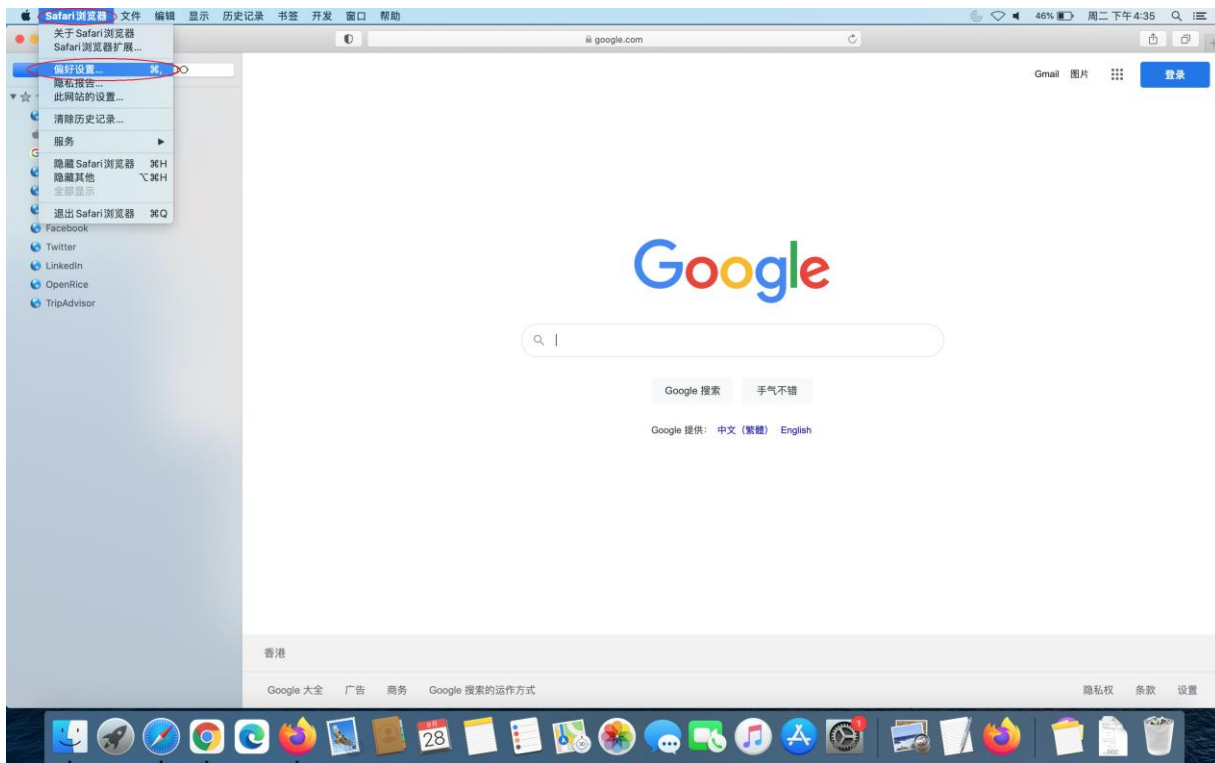 Safari浏览器 文件 编辑 显示 历史记录 书签 开发 窗口 帮助 46% 周二下午4:35
关于 Safari浏览器
Safari浏览器扩展...
google.com
偏好设置... ⌘,
隐私报告...
此网站的设置...
清除历史记录...
服务
隐藏 Safari浏览器 ⌘H
隐藏其他 ⌥⌘H
全部显示
退出 Safari浏览器 ⌘Q
Facebook
Twitter
LinkedIn
OpenRice
TripAdvisor
Gmail 图片 登录
Google
Google 搜索 手气不错
Google 提供: 中文（繁體） English
香港
Google 大全 广告 商务 Google 搜索的运作方式 隐私权 条款 设置
9月
28
1
DOC